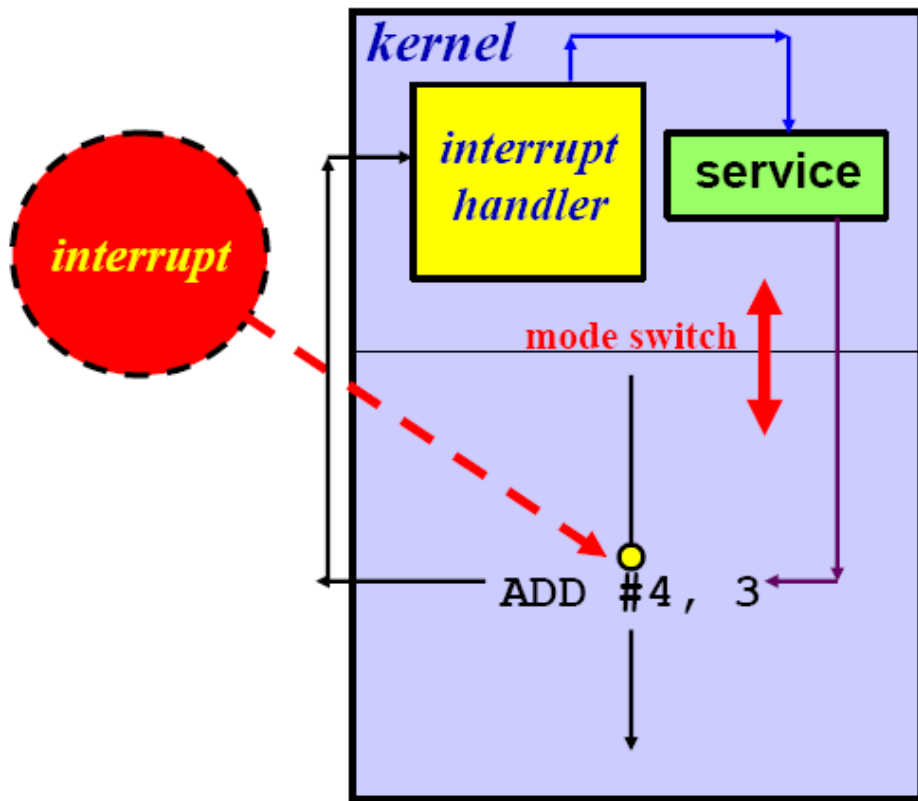 kernel
interrupt
handler
service
interrupt
mode switch
ADD #4, 3